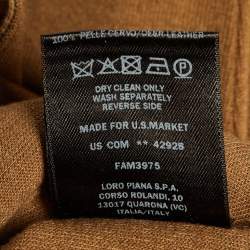 100% PELLE CERVO/DEER LEATHER
DRY CLEAN ONLY
WASH SEPARATELY
REVERSE SIDE
MADE FOR U.S.MARKET
US COM ** 42928
FAM3975
LORO PIANA S.P.A.
CORSO ROLANDI, 10
13017 QUARONA (VC)
ITALIA/ITALY